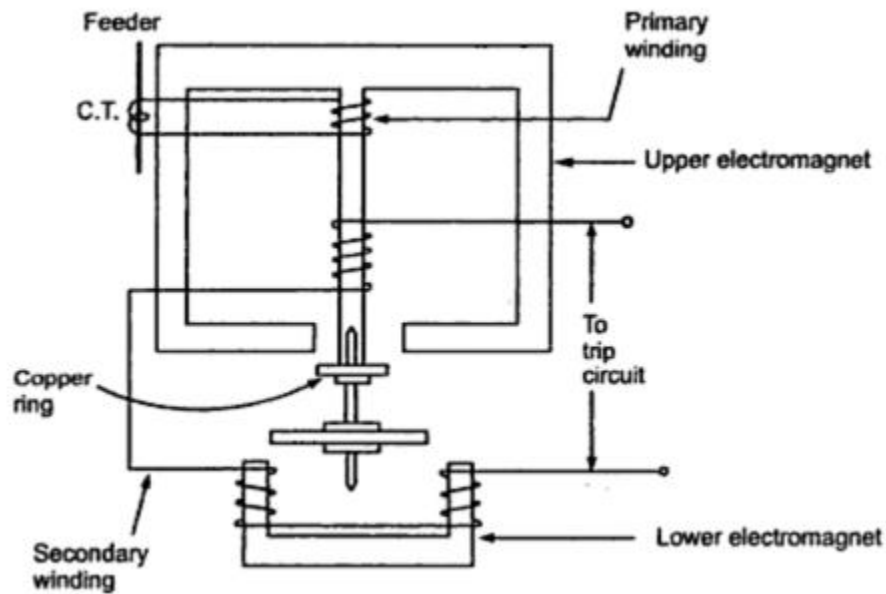 Feeder
Primary
winding
C.T.
Upper electromagnet
To
trip
circuit
Copper
ring
Secondary
winding
Lower electromagnet